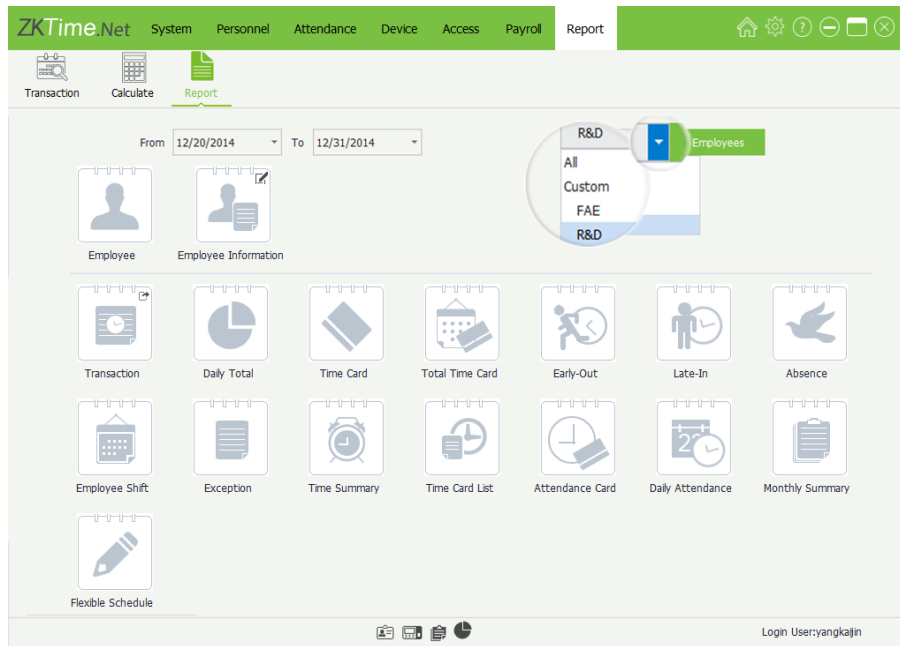 ZKTime.Net System Personnel Attendance Device Access Payroll Report
Transaction Calculate Report
From 12/20/2014 To 12/31/2014 R&D Employees
All
Custom
FAE
R&D
Employee Employee Information
Transaction Daily Total Time Card Total Time Card Early-Out Late-In Absence
22
Employee Shift Exception Time Summary Time Card List Attendance Card Daily Attendance Monthly Summary
Flexible Schedule
Login User:yangkaijin